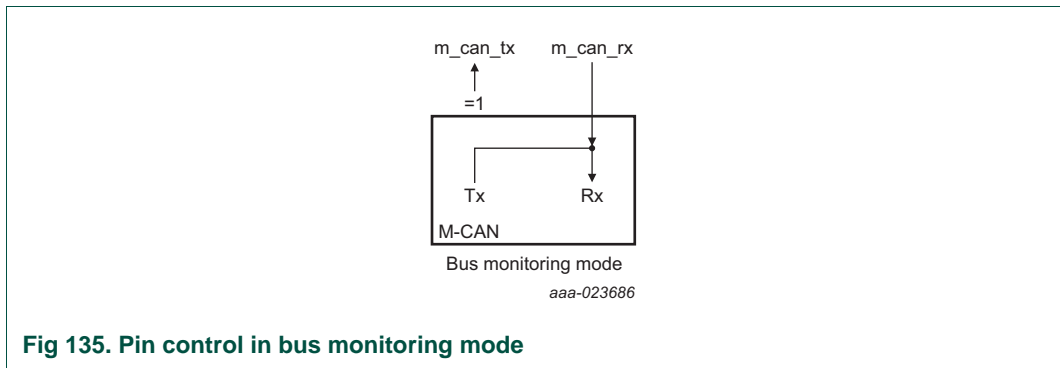 m_can_tx m_can_rx
=1
Tx Rx
M-CAN
Bus monitoring mode
aaa-023686
Fig 135. Pin control in bus monitoring mode